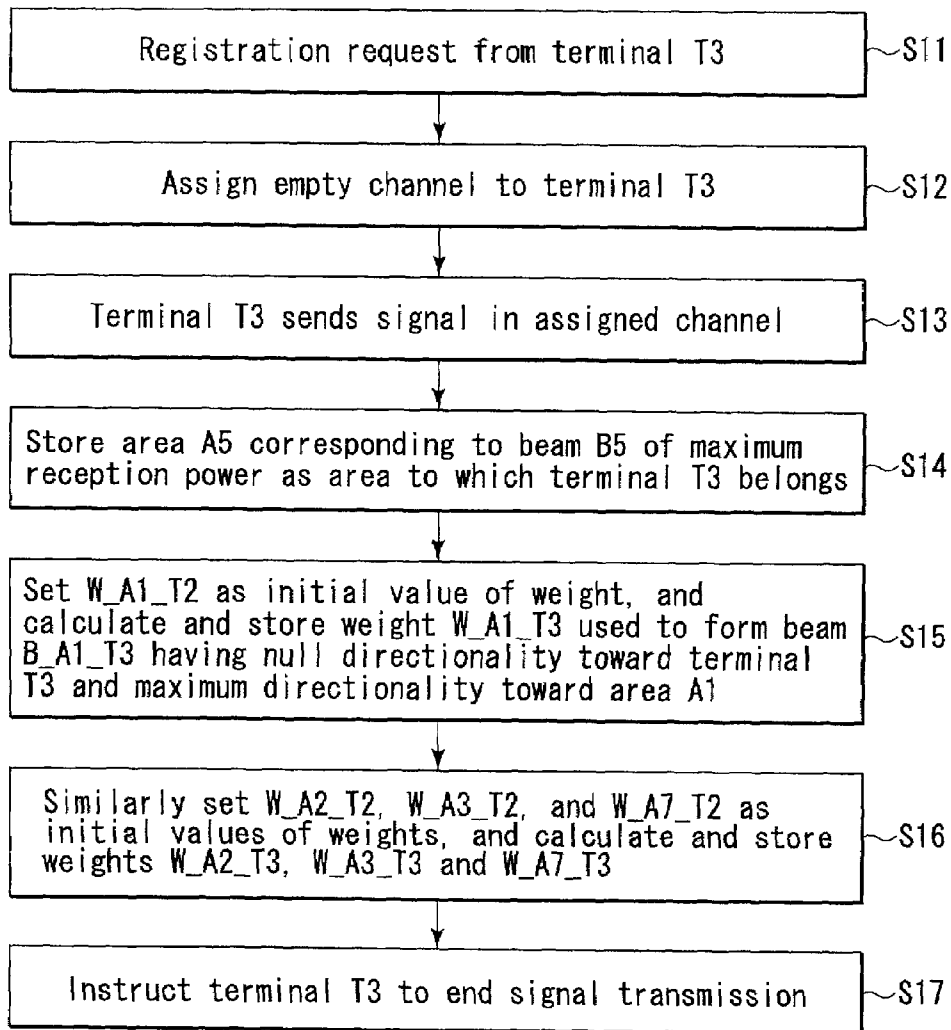 Registration request from terminal T3
S11
Assign empty channel to terminal T3
S12
Terminal T3 sends signal in assigned channel
S13
Store area A5 corresponding to beam B5 of maximum
reception power as area to which terminal T3 belongs
S14
Set W_A1_T2 as initial value of weight, and
calculate and store weight W_A1_T3 used to form beam
B_A1_T3 having null directionality toward terminal
T3 and maximum directionality toward area A1
S15
Similarly set W_A2_T2, W_A3_T2, and W_A7_T2 as
initial values of weights, and calculate and store
weights W_A2_T3, W_A3_T3 and W_A7_T3
S16
Instruct terminal T3 to end signal transmission
S17